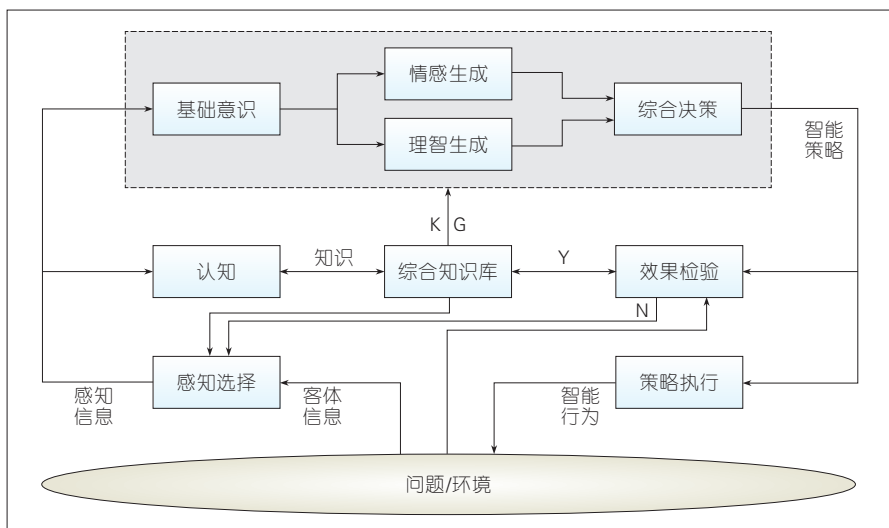 情感生成
基础意识
综合决策
理智生成
智能
策略
K G
认知
知识
综合知识库
Y
效果检验
N
感知选择
策略执行
感知
信息
客体
信息
智能
行为
问题/环境